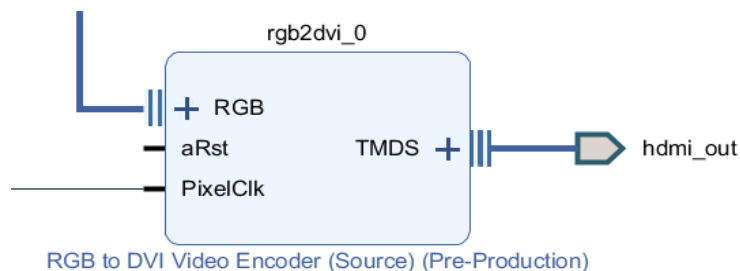 rgb2dvi_0
RGB
aRst
TMDS
hdmi_out
PixelClk
RGB to DVI Video Encoder (Source) (Pre-Production)